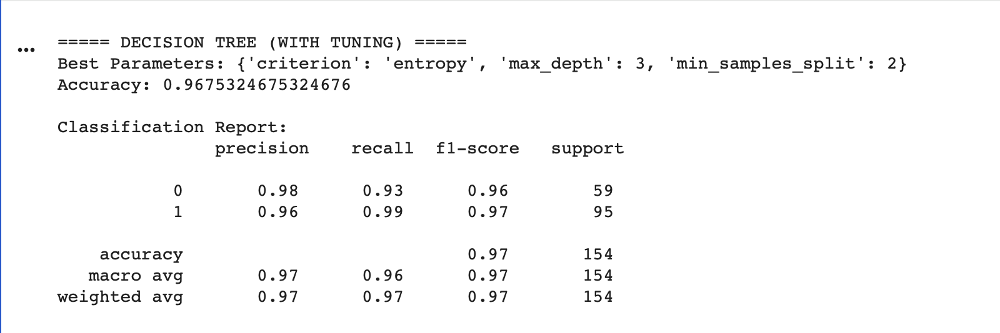 ...
===== DECISION TREE (WITH TUNING) =====
Best Parameters: {'criterion': 'entropy', 'max_depth': 3, 'min_samples_split': 2}
Accuracy: 0.9675324675324676
Classification Report:
precision recall f1-score support
0 0.98 0.93 0.96 59
1 0.96 0.99 0.97 95
accuracy 0.97 154
macro avg 0.97 0.96 0.97 154
weighted avg 0.97 0.97 0.97 154